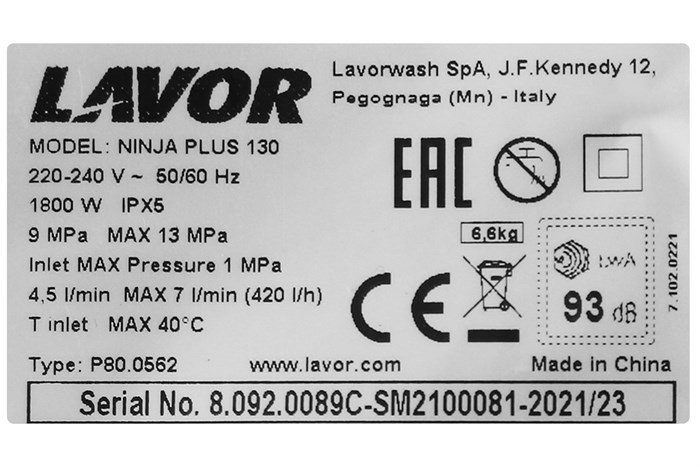 LAVOR
Lavorwash SpA, J.F.Kennedy 12,
Pegognaga (Mn) - Italy
MODEL: NINJA PLUS 130
220-240 V ~ 50/60 Hz
1800 W IPX5
9 MPa MAX 13 MPa
Inlet MAX Pressure 1 MPa
4,5 l/min MAX 7 l/min (420 l/h)
T inlet MAX 40°C
EAC
6,6kg
CE
LWA
93 dB
7.102.0221
Type: P80.0562 www.lavor.com Made in China
Serial No. 8.092.0089C-SM2100081-2021/23